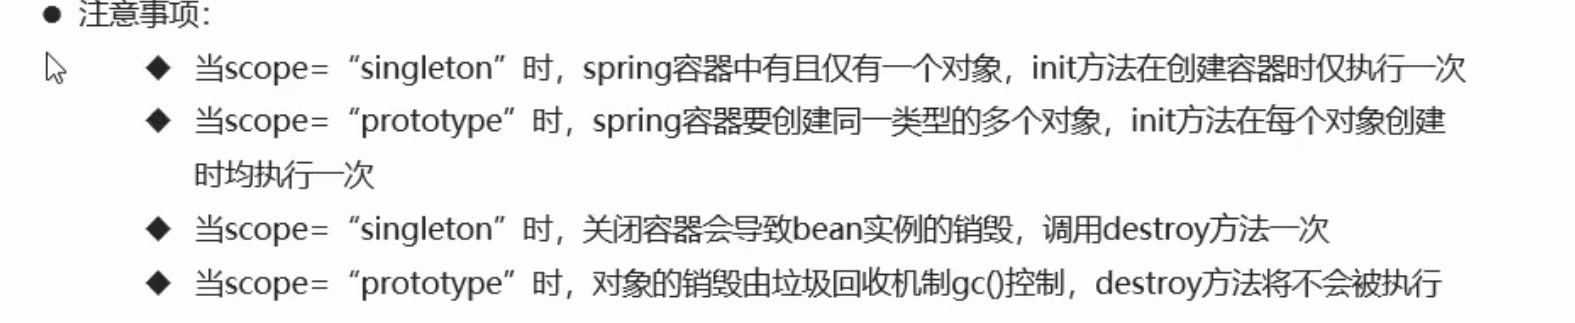 ● 注意事项：
◆ 当scope=“singleton”时，spring容器中有且仅有一个对象，init方法在创建容器时仅执行一次
◆ 当scope=“prototype”时，spring容器要创建同一类型的多个对象，init方法在每个对象创建
时均执行一次
◆ 当scope=“singleton”时，关闭容器会导致bean实例的销毁，调用destroy方法一次
◆ 当scope=“prototype”时，对象的销毁由垃圾回收机制gc()控制，destroy方法将不会被执行